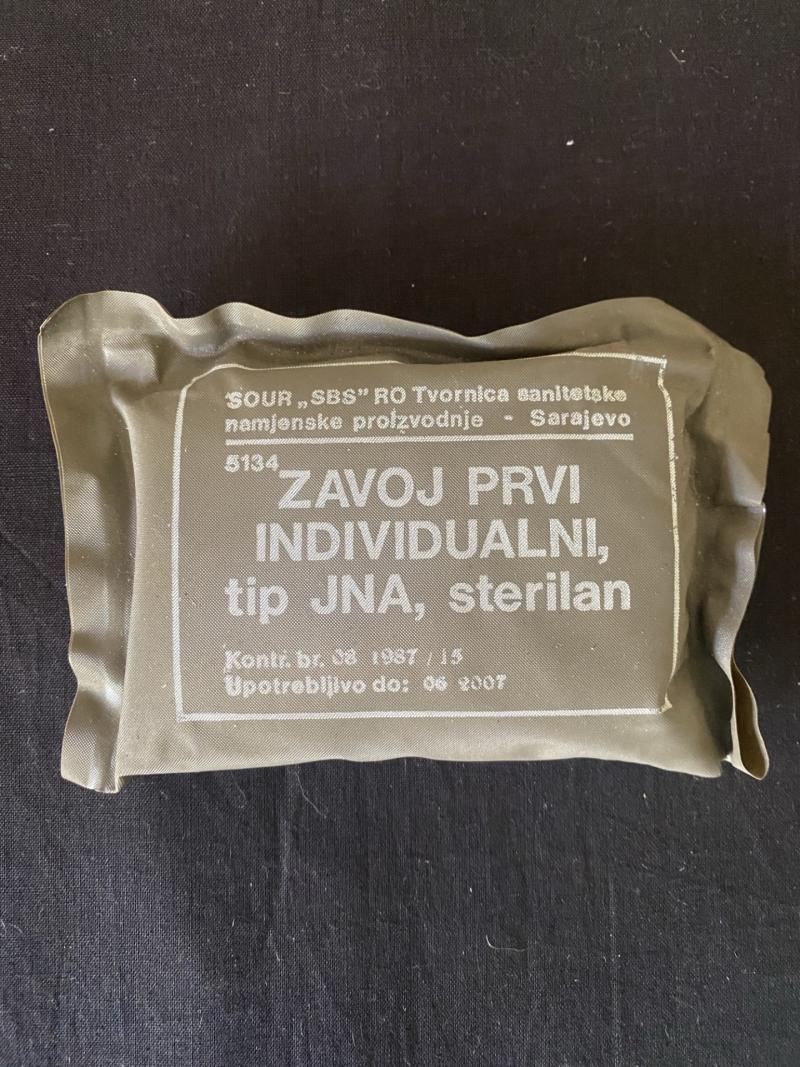 SOUR „SBS" RO Tvornica sanitetske
namjenske proizvodnje - Sarajevo
5134
ZAVOJ PRVI
INDIVIDUALNI,
tip JNA, sterilan
Kontr. br. 08 1987 / 15
Upotrebljivo do: 06 2007